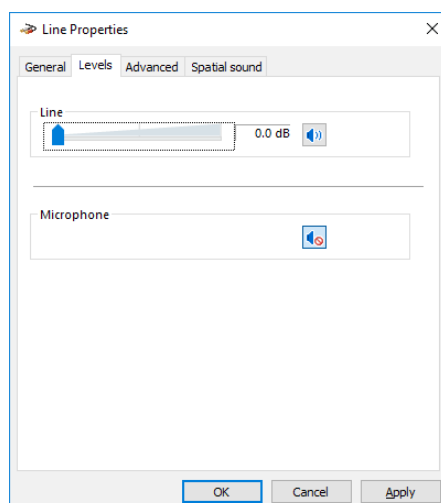 Line Properties
General Levels Advanced Spatial sound
Line
0.0 dB
Microphone
OK Cancel Apply